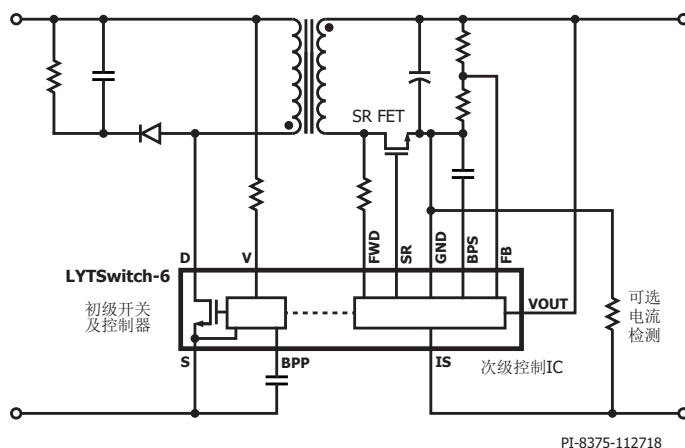 SR FET
D
V
FWD
SR
GND
BPS
FB
LYTSwitch-6
VOUT
初级开关
及控制器
可选
电流
检测
S
BPP
IS
次级控制IC
PI-8375-112718